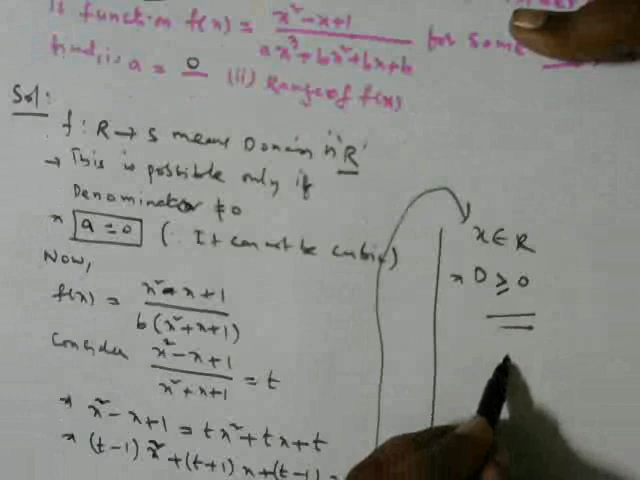 If function f(x) = x² - x + 1 / ax³ + bx² + bx + b for some
find, i) a = 0 (ii) Range of f(x)
Sol:
f : R → S means Domain is 'R'
→ This is possible only if
Denominator ≠ 0
⇒ a = 0 ( It can not be cubic )
Now,
f(x) = x² - x + 1 / b(x² + x + 1)
Consider x² - x + 1 / x² + x + 1 = t
⇒ x² - x + 1 = tx² + tx + t
⇒ (t-1)x² + (t+1)x + (t-1) =
x ∈ R
⇒ D ≥ 0